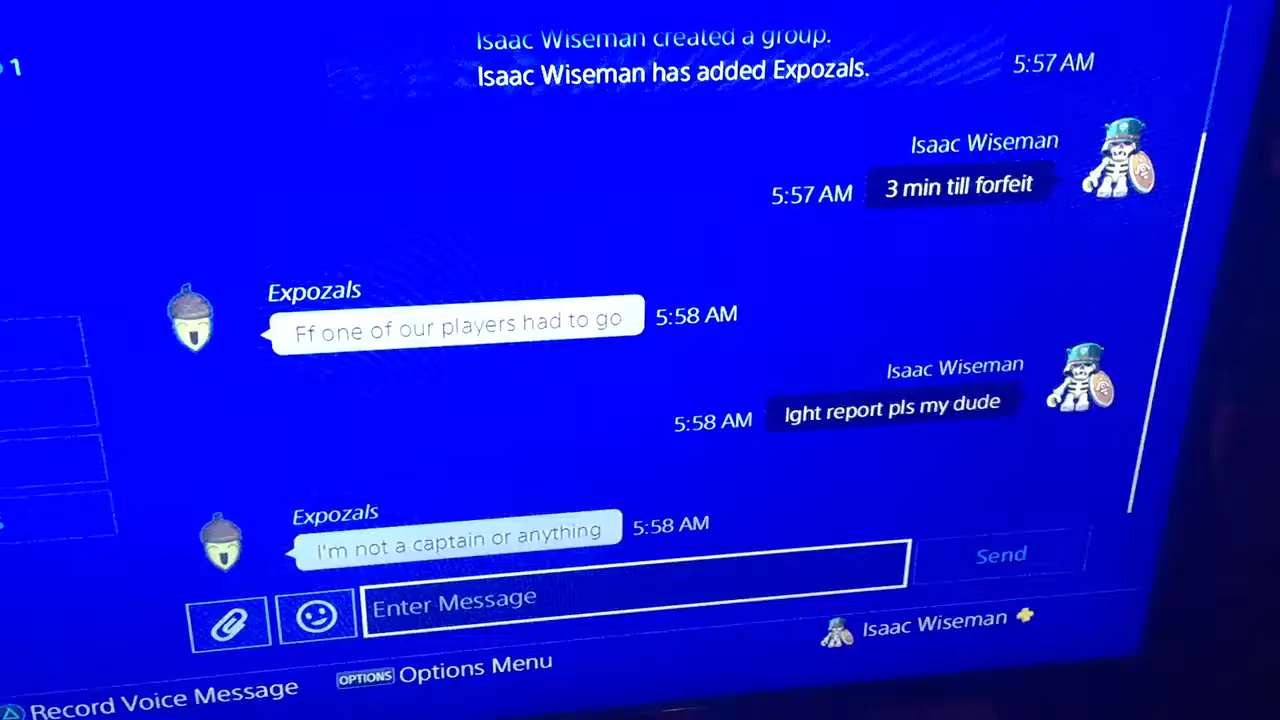 Isaac Wiseman created a group.
Isaac Wiseman has added Expozals.
5:57 AM
1
Isaac Wiseman
5:57 AM
3 min till forfeit
Expozals
Ff one of our players had to go
5:58 AM
Isaac Wiseman
5:58 AM
Ight report pls my dude
Expozals
I'm not a captain or anything
5:58 AM
Enter Message
Send
Isaac Wiseman
Record Voice Message
OPTIONS Options Menu